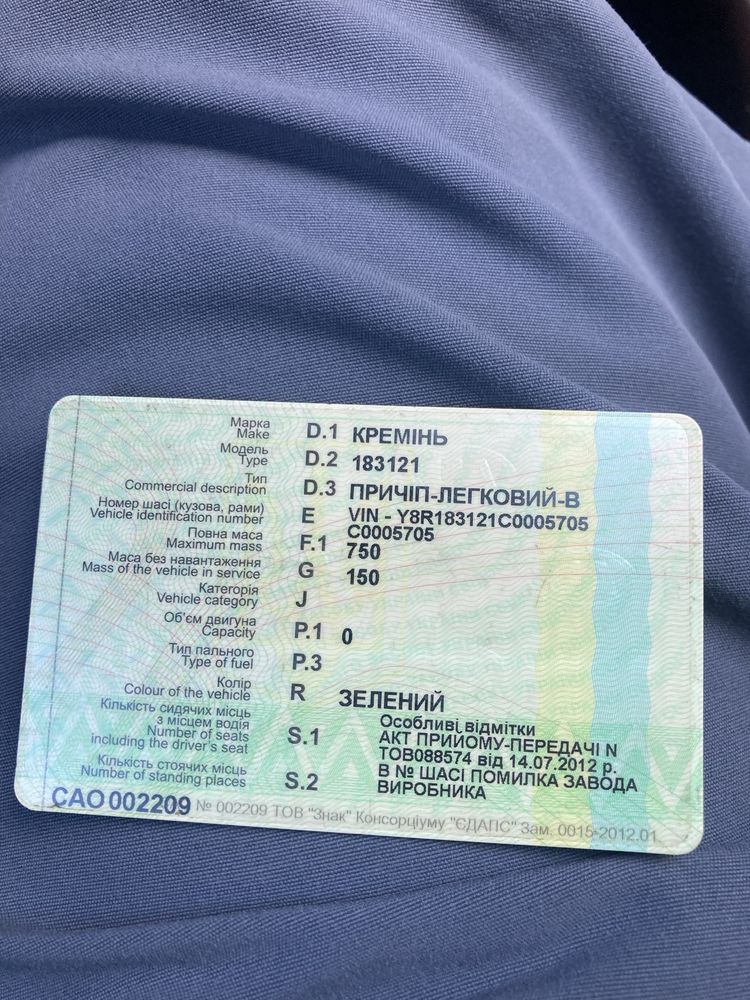 Марка
Make D.1 КРЕМІНЬ
Модель
Type D.2 183121
Тип
Commercial description D.3 ПРИЧІП-ЛЕГКОВИЙ-В
Номер шасі (кузова, рами)
Vehicle identification number E VIN - Y8R183121C0005705
C0005705
Повна маса
Maximum mass F.1 750
Маса без навантаження
Mass of the vehicle in service G 150
Категорія
Vehicle category J
Об'єм двигуна
Capacity P.1 0
Тип пального
Type of fuel P.3
Колір
Colour of the vehicle R ЗЕЛЕНИЙ
Кількість сидячих місць
з місцем водія
Number of seats
including the driver's seat S.1
Кількість стоячих місць
Number of standing places S.2
Особливі відмітки
АКТ ПРИЙОМУ-ПЕРЕДАЧІ N
ТОВ088574 від 14.07.2012 р.
В № ШАСІ ПОМИЛКА ЗАВОДА
ВИРОБНИКА
САО 002209 № 002209 ТОВ "Знак" Консорціуму "ЄДАПС" Зам. 0015-2012.01